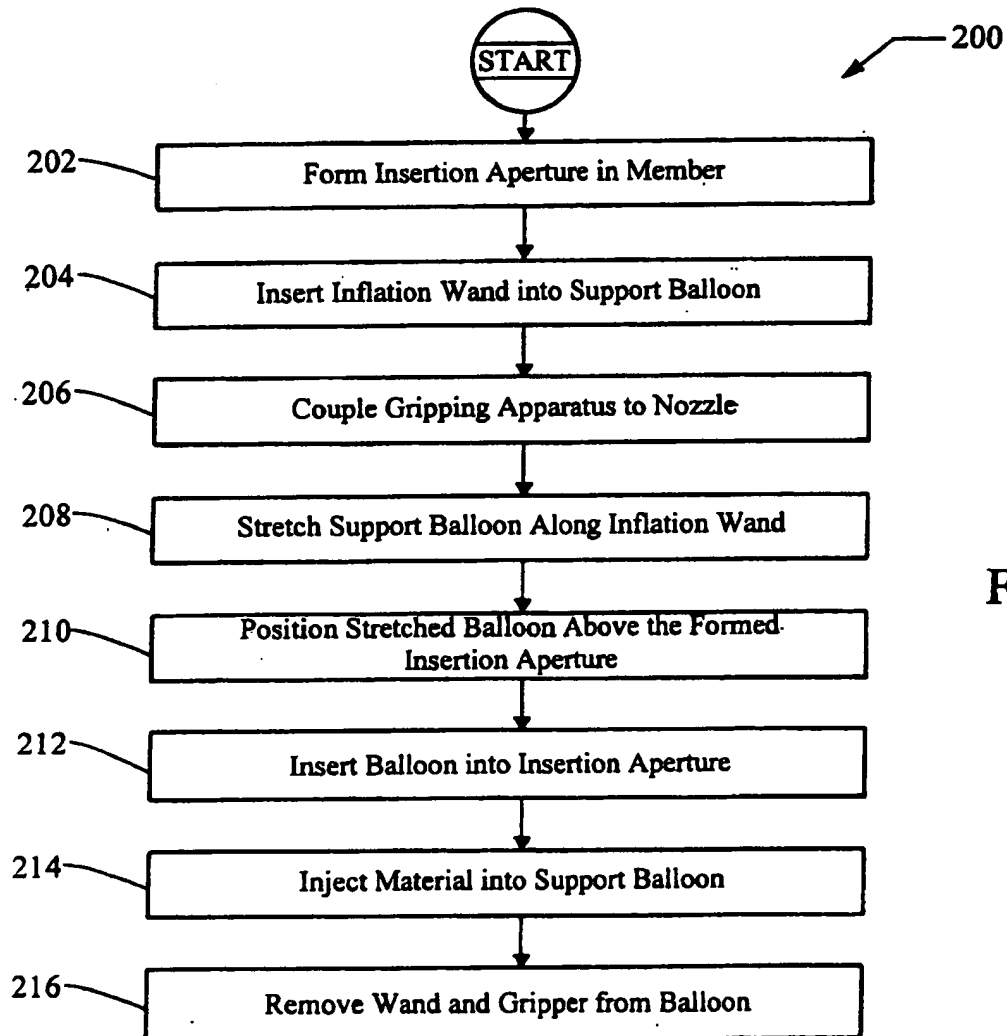 START
200
202
Form Insertion Aperture in Member
204
Insert Inflation Wand into Support Balloon
206
Couple Gripping Apparatus to Nozzle
208
Stretch Support Balloon Along Inflation Wand
F
210
Position Stretched Balloon Above the Formed
Insertion Aperture
212
Insert Balloon into Insertion Aperture
214
Inject Material into Support Balloon
216
Remove Wand and Gripper from Balloon